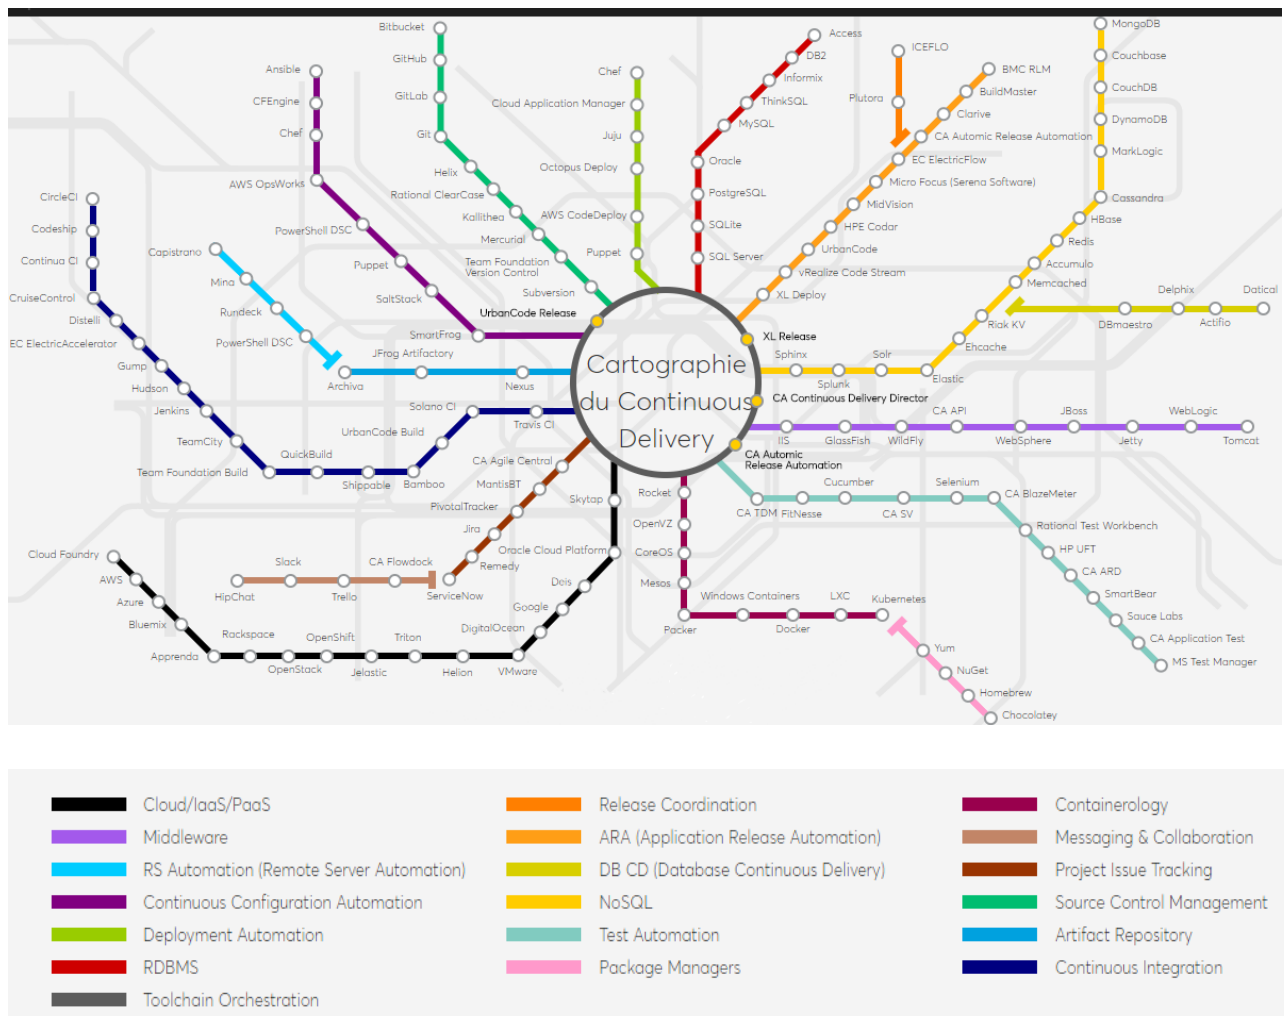 Bitbucket
GitHub
GitLab
Git
Helix
Rational ClearCase
Kallithea
Mercurial
Team Foundation
Version Control
Subversion
UrbanCode Release
Ansible
CFEngine
Chef
AWS OpsWorks
PowerShell DSC
Puppet
SaltStack
SmartFrog
Chef
Cloud Application Manager
Juju
Octopus Deploy
AWS CodeDeploy
Puppet
Access
DB2
Informix
ThinkSQL
MySQL
Oracle
PostgreSQL
SQLite
SQL Server
ICEFLO
Plutora
BMC RLM
BuildMaster
Clarive
CA Automic Release Automation
EC ElectricFlow
Micro Focus (Serena Software)
MidVision
HPE Codar
UrbanCode
vRealize Code Stream
XL Deploy
XL Release
MongoDB
Couchbase
CouchDB
DynamoDB
MarkLogic
Cassandra
HBase
Redis
Accumulo
Memcached
Riak KV
Ehcache
Elastic
Solr
Splunk
Sphinx
Delphix
Datical
DBmaestro
Actifio
CircleCI
Codeship
Continua CI
CruiseControl
Distelli
EC ElectricAccelerator
Gump
Hudson
Jenkins
TeamCity
Team Foundation Build
QuickBuild
Shippable
Bamboo
UrbanCode Build
Solano CI
Travis CI
Capistrano
Mina
Rundeck
PowerShell DSC
JFrog Artifactory
Archiva
Nexus
Cartographie
du Continuous
Delivery
CA Continuous Delivery Director
CA Automic
Release Automation
IIS
GlassFish
WildFly
CA API
WebSphere
JBoss
Jetty
WebLogic
Tomcat
CA Agile Central
MantisBT
PivotalTracker
Jira
Remedy
ServiceNow
Slack
CA Flowdock
HipChat
Trello
Skytap
Oracle Cloud Platform
Deis
Google
DigitalOcean
VMware
Helion
Triton
Jelastic
OpenShift
OpenStack
Rackspace
Apprenda
Bluemix
Azure
AWS
Cloud Foundry
Rocket
OpenVZ
CoreOS
Mesos
Packer
Windows Containers
Docker
LXC
Kubernetes
Yum
NuGet
Homebrew
Chocolatey
CA TDM
FitNesse
Cucumber
CA SV
Selenium
CA BlazeMeter
Rational Test Workbench
HP UFT
CA ARD
SmartBear
Sauce Labs
CA Application Test
MS Test Manager
Cloud/IaaS/PaaS
Middleware
RS Automation (Remote Server Automation)
Continuous Configuration Automation
Deployment Automation
RDBMS
Toolchain Orchestration
Release Coordination
ARA (Application Release Automation)
DB CD (Database Continuous Delivery)
NoSQL
Test Automation
Package Managers
Containerology
Messaging & Collaboration
Project Issue Tracking
Source Control Management
Artifact Repository
Continuous Integration